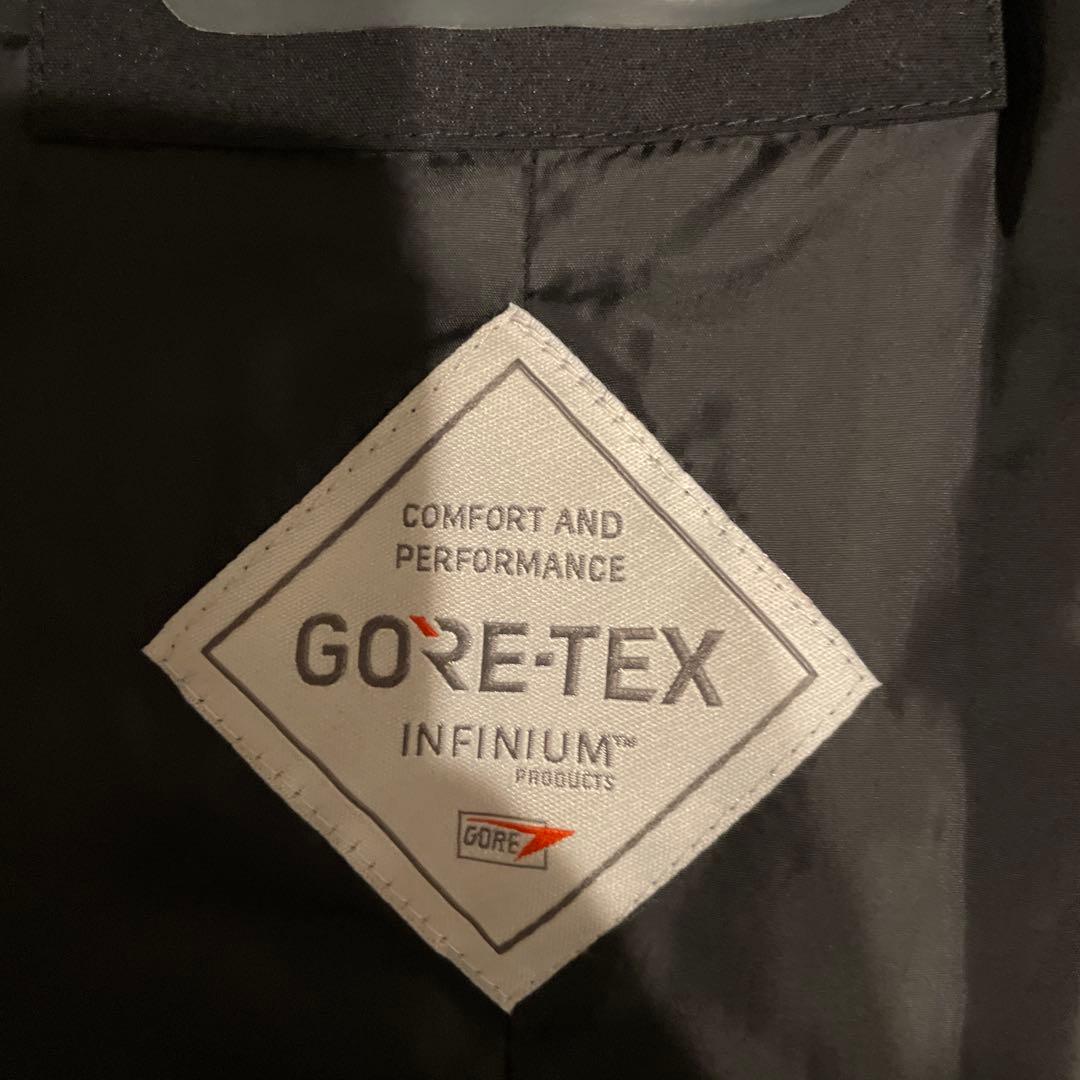 COMFORT AND
PERFORMANCE
GORE-TEX
INFINIUM™
PRODUCTS
GORE